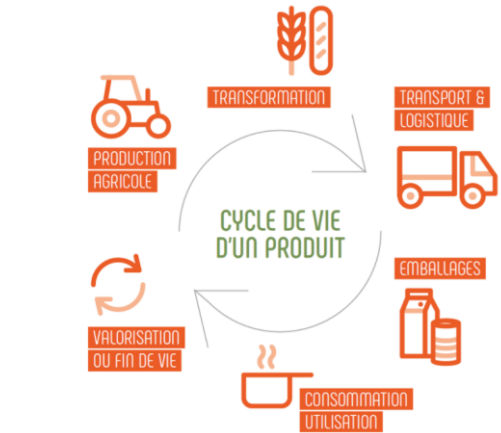 TRANSFORMATION
TRANSPORT &
LOGISTIQUE
PRODUCTION
AGRICOLE
CYCLE DE VIE
D'UN PRODUIT
EMBALLAGES
VALORISATION
OU FIN DE VIE
CONSOMMATION
UTILISATION